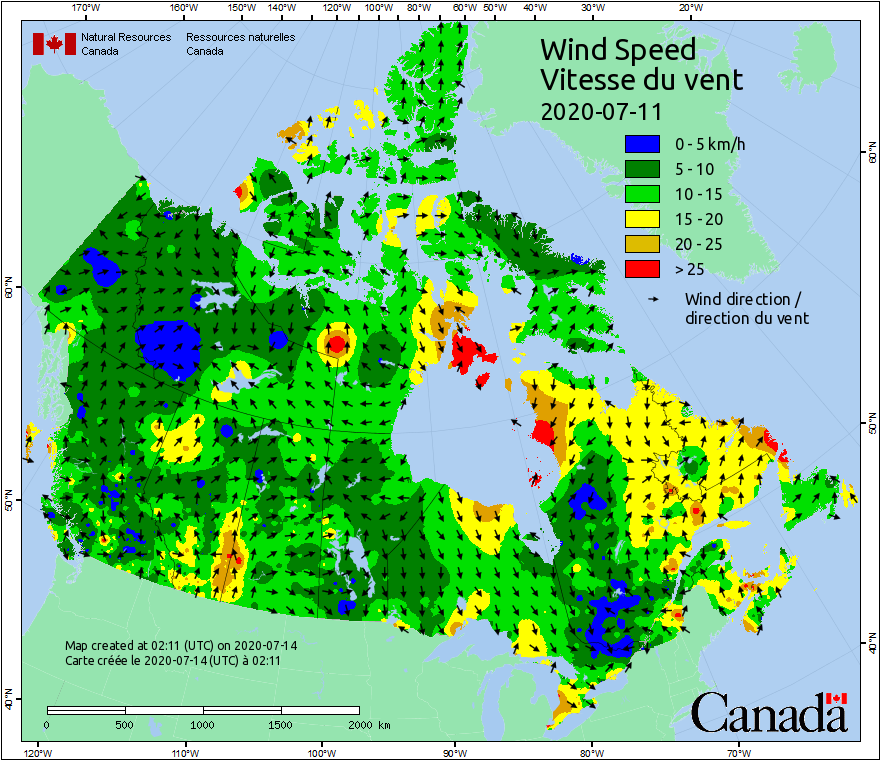 170°W 160°W 150°W 140°W 120°W 100°W 80°W 60°W 50°W 40°W 30°W 20°W
Natural Resources Ressources naturelles
Canada Canada
Wind Speed
Vitesse du vent
2020-07-11
0 - 5 km/h
5 - 10
10 - 15
15 - 20
20 - 25
> 25
Wind direction /
direction du vent
60°N
60°N
50°N
50°N
40°N
40°N
Map created at 02:11 (UTC) on 2020-07-14
Carte créée le 2020-07-14 (UTC) à 02:11
0 500 1000 1500 2000 km
Canada
120°W 110°W 100°W 90°W 80°W 70°W